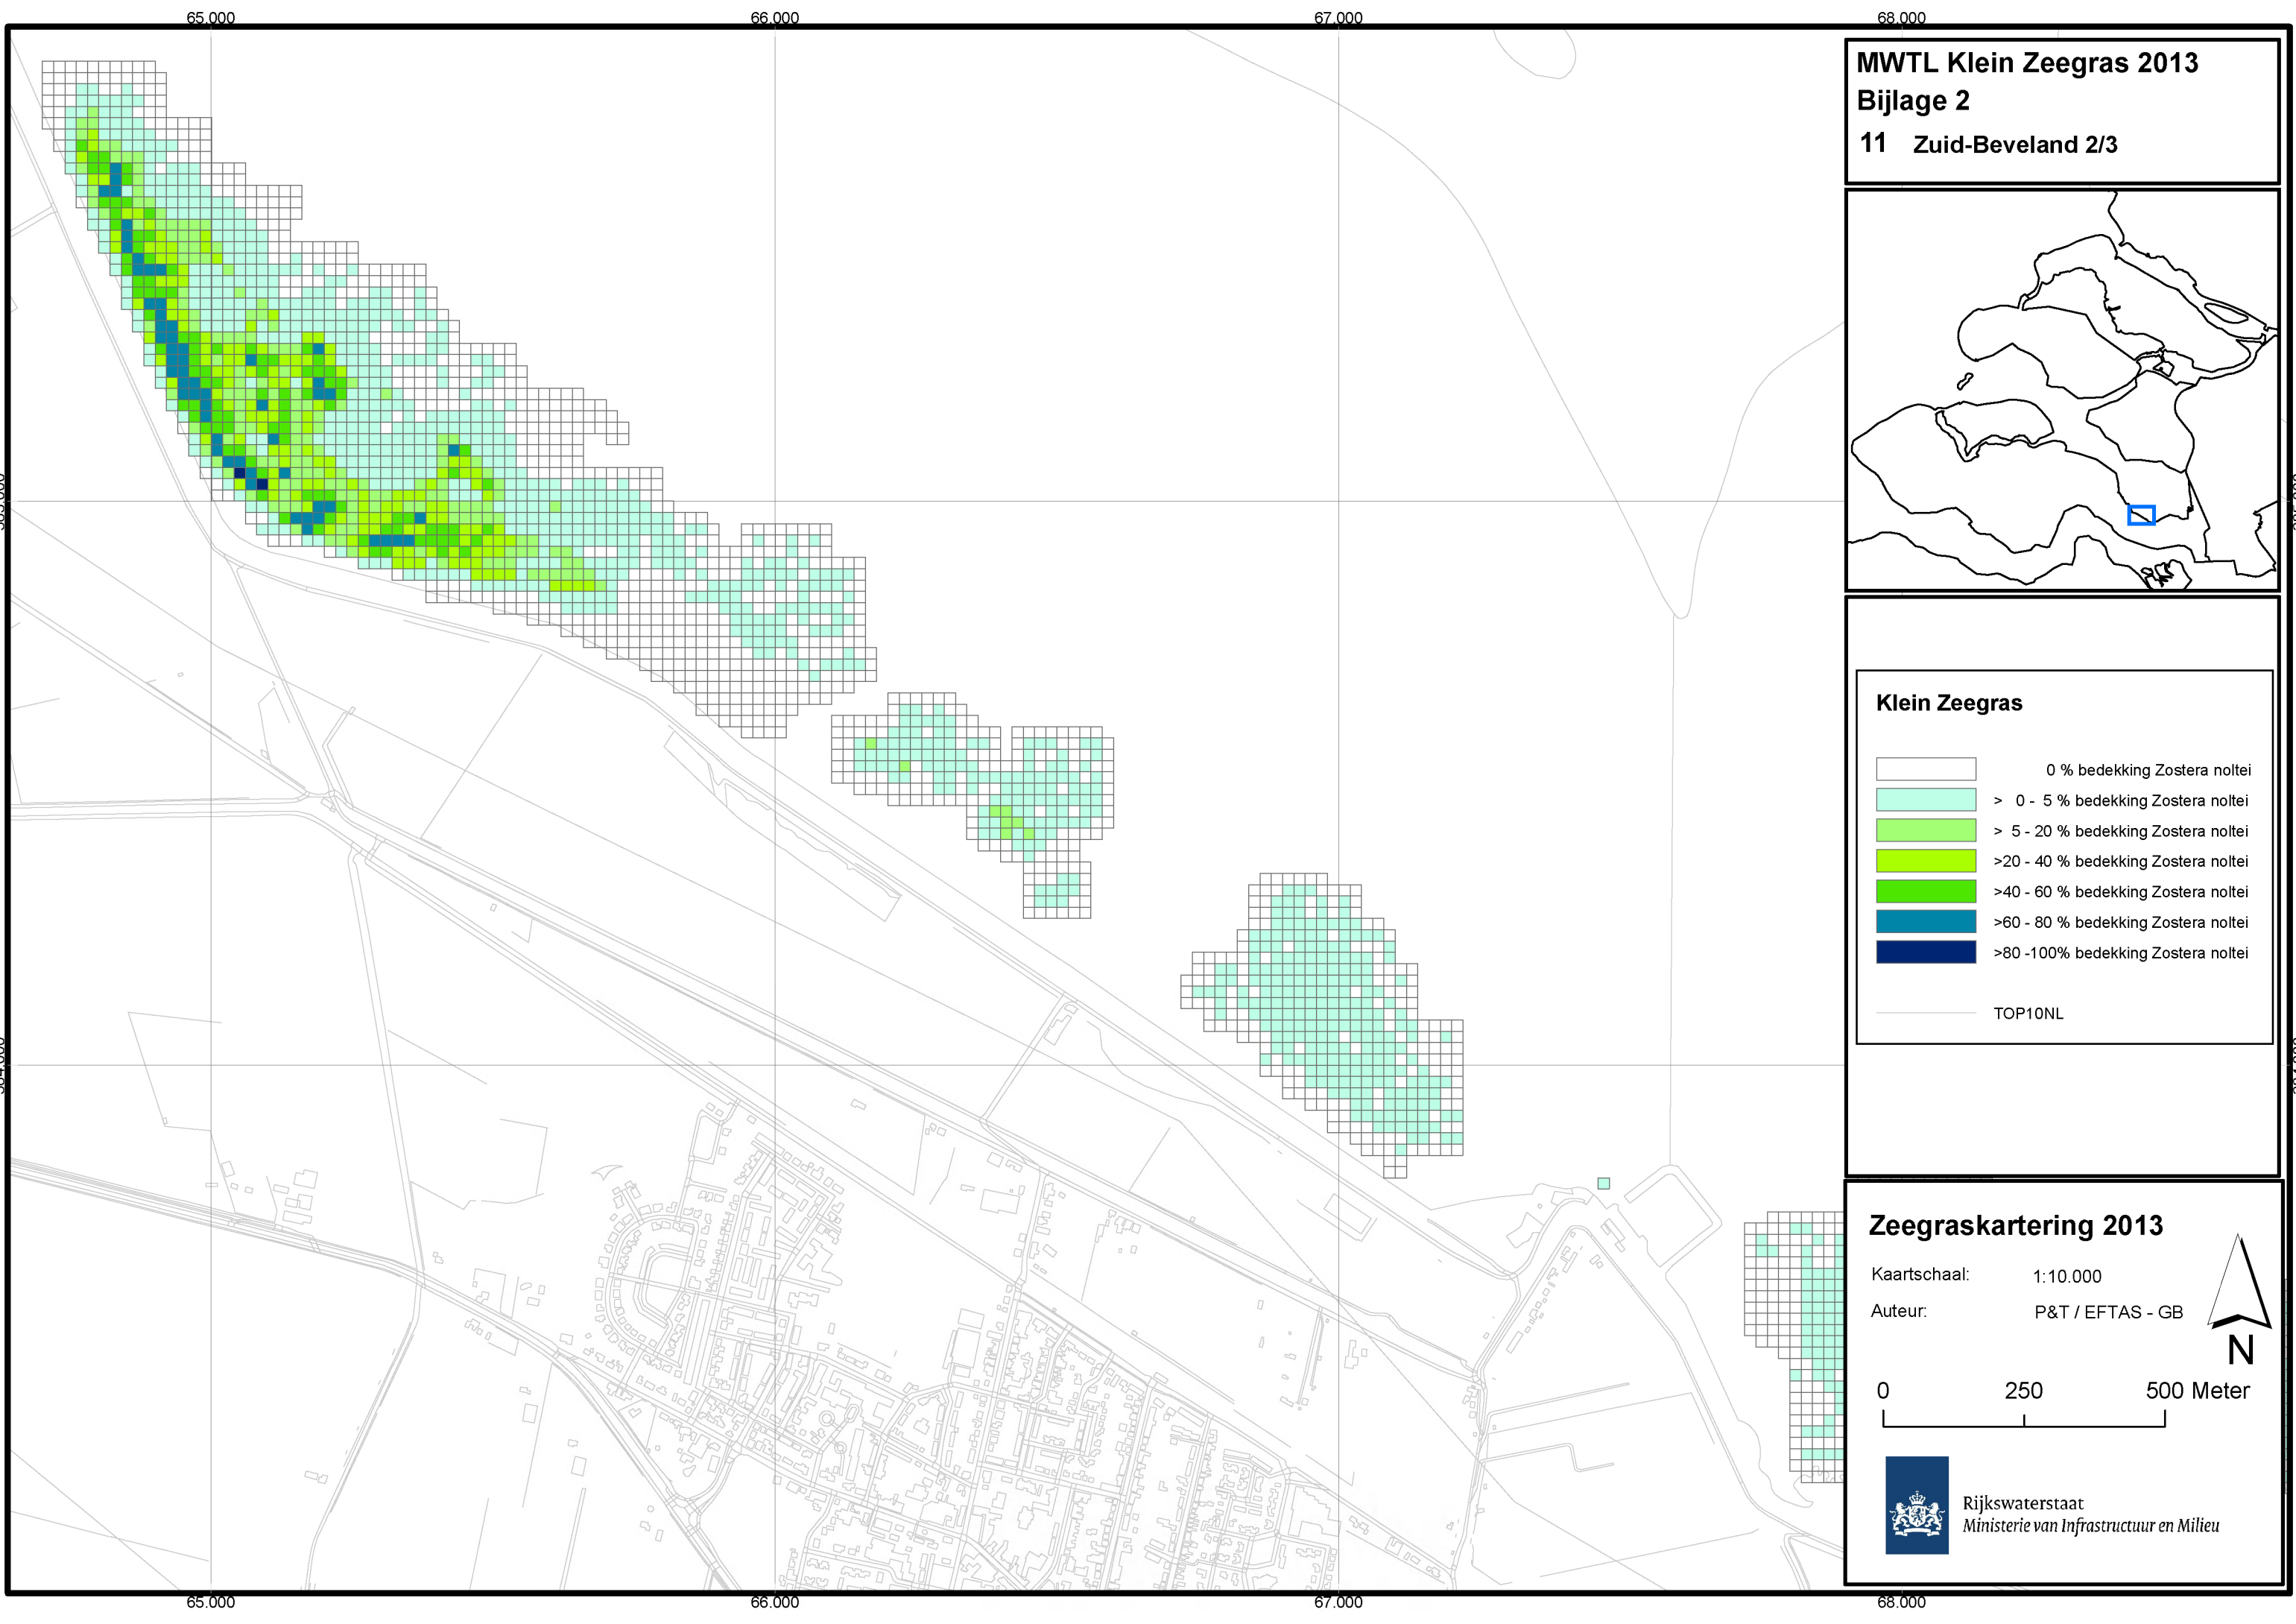 65.000 66.000 67.000 68.000
MWTL Klein Zeegras 2013
Bijlage 2
11 Zuid-Beveland 2/3
Klein Zeegras
0 % bedekking Zostera noltei
> 0 - 5 % bedekking Zostera noltei
> 5 - 20 % bedekking Zostera noltei
>20 - 40 % bedekking Zostera noltei
>40 - 60 % bedekking Zostera noltei
>60 - 80 % bedekking Zostera noltei
>80 -100% bedekking Zostera noltei
TOP10NL
Zeegraskartering 2013
Kaartschaal: 1:10.000
Auteur: P&T / EFTAS - GB
N
0 250 500 Meter
Rijkswaterstaat
Ministerie van Infrastructuur en Milieu
65.000 66.000 67.000 68.000